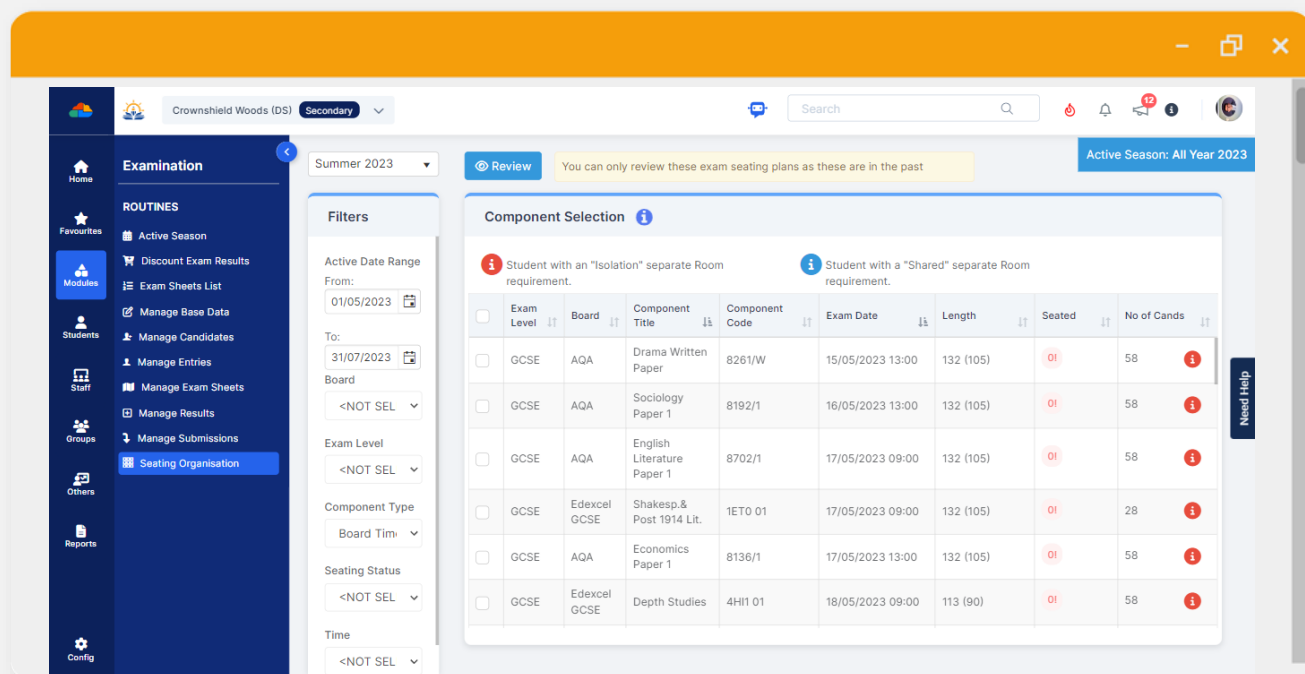 Crownshield Woods (DS) Secondary
Search
12
Home
Favourites
Modules
Students
Staff
Groups
Others
Reports
Config
Examination
ROUTINES
Active Season
Discount Exam Results
Exam Sheets List
Manage Base Data
Manage Candidates
Manage Entries
Manage Exam Sheets
Manage Results
Manage Submissions
Seating Organisation
Summer 2023
Review
You can only review these exam seating plans as these are in the past
Active Season: All Year 2023
Filters
Active Date Range
From:
01/05/2023
To:
31/07/2023
Board
<NOT SEL
Exam Level
<NOT SEL
Component Type
Board Tim
Seating Status
<NOT SEL
Time
<NOT SEL
Component Selection
Student with an "Isolation" separate Room
requirement.
Student with a "Shared" separate Room
requirement.
Exam Level Board Component Title Component Code Exam Date Length Seated No of Cands
GCSE AQA Drama Written Paper 8261/W 15/05/2023 13:00 132 (105) 0! 58
GCSE AQA Sociology Paper 1 8192/1 16/05/2023 13:00 132 (105) 0! 58
GCSE AQA English Literature Paper 1 8702/1 17/05/2023 09:00 132 (105) 0! 58
GCSE Edexcel GCSE Shakesp.& Post 1914 Lit. 1ET0 01 17/05/2023 09:00 132 (105) 0! 28
GCSE AQA Economics Paper 1 8136/1 17/05/2023 13:00 132 (105) 0! 58
GCSE Edexcel GCSE Depth Studies 4HI1 01 18/05/2023 09:00 113 (90) 0! 58
Need Help